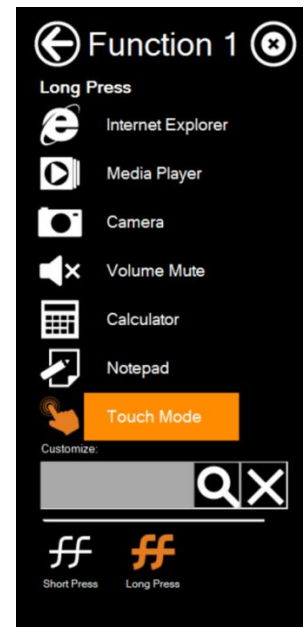 Function 1
Long Press
Internet Explorer
Media Player
Camera
Volume Mute
Calculator
Notepad
Touch Mode
Customize:
Short Press Long Press